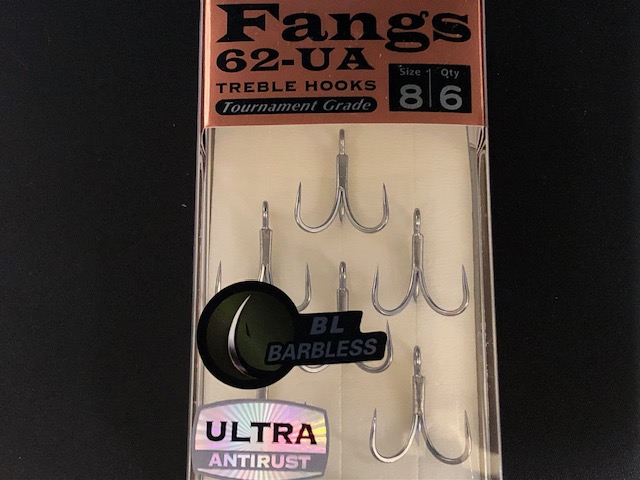 Fangs
62-UA
TREBLE HOOKS
Tournament Grade
Size Qty
8 6
BL
BARBLESS
ULTRA
ANTIRUST